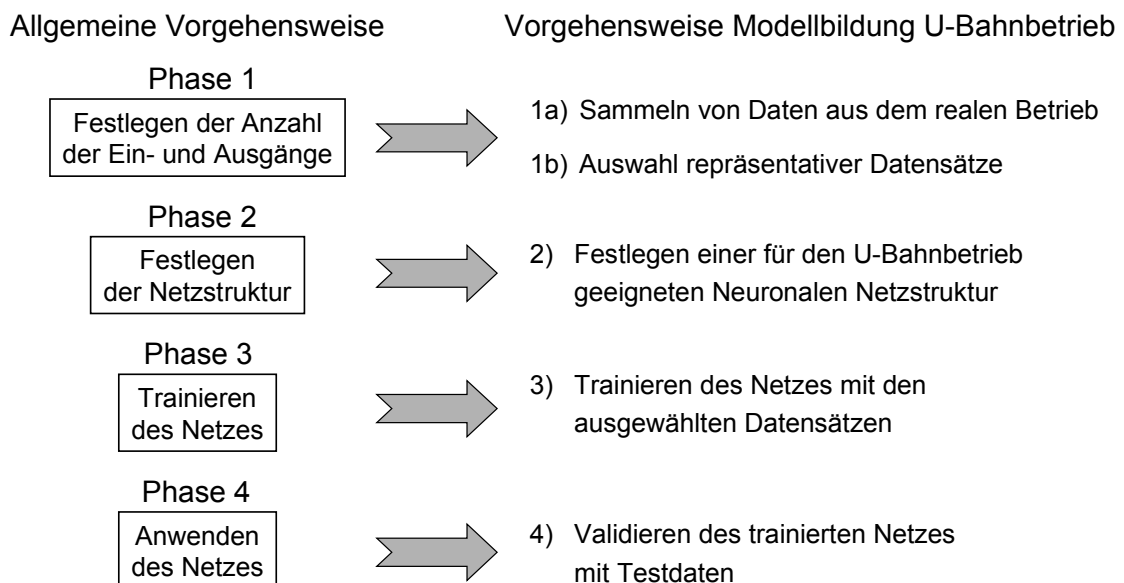 Allgemeine Vorgehensweise
Vorgehensweise Modellbildung U-Bahnbetrieb
Phase 1
Festlegen der Anzahl
der Ein- und Ausgänge
1a) Sammeln von Daten aus dem realen Betrieb
1b) Auswahl repräsentativer Datensätze
Phase 2
Festlegen
der Netzstruktur
2) Festlegen einer für den U-Bahnbetrieb
geeigneten Neuronalen Netzstruktur
Phase 3
Trainieren
des Netzes
3) Trainieren des Netzes mit den
ausgewählten Datensätzen
Phase 4
Anwenden
des Netzes
4) Validieren des trainierten Netzes
mit Testdaten